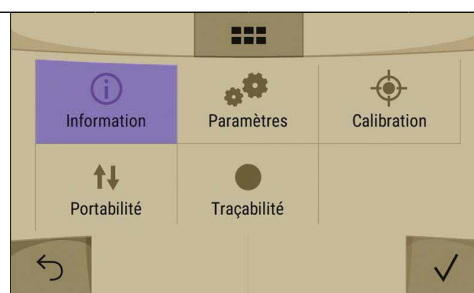 Information
Paramètres
Calibration
Portabilité
Traçabilité